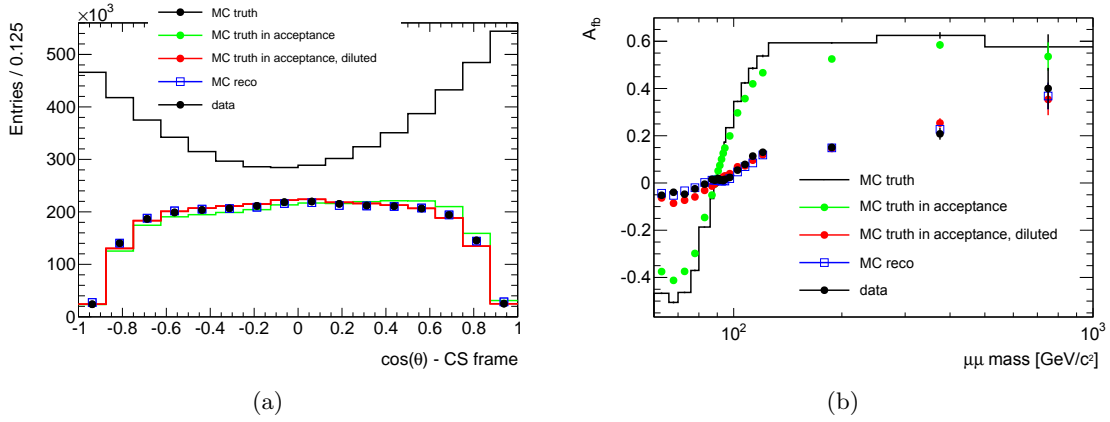 ×10³
Entries / 0.125
500
400
300
200
100
0
MC truth
MC truth in acceptance
MC truth in acceptance, diluted
MC reco
data
-1 -0.8 -0.6 -0.4 -0.2 0 0.2 0.4 0.6 0.8 1
cos(θ) - CS frame
(a)
A_fb
0.6
0.4
0.2
0
-0.2
-0.4
MC truth
MC truth in acceptance
MC truth in acceptance, diluted
MC reco
data
10² 10³
μμ mass [GeV/c²]
(b)